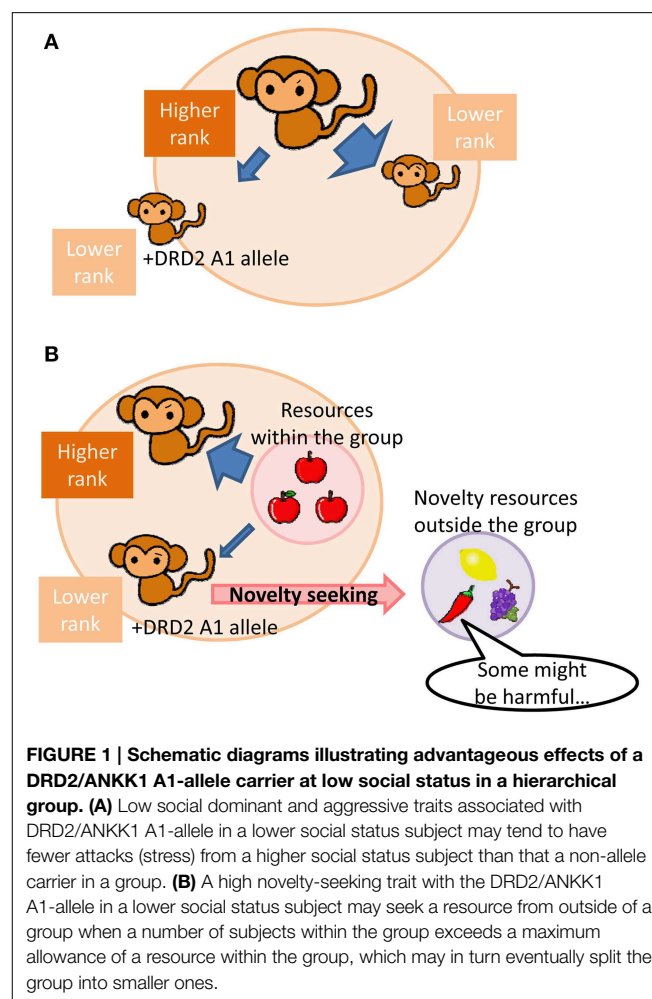 A
Higher
rank
Lower
rank
Lower
rank
+DRD2 A1 allele
B
Resources
within the group
Higher
rank
Novelty resources
outside the group
Lower
rank
Novelty seeking
+DRD2 A1 allele
Some might
be harmful...
FIGURE 1 | Schematic diagrams illustrating advantageous effects of a
DRD2/ANKK1 A1-allele carrier at low social status in a hierarchical
group. (A) Low social dominant and aggressive traits associated with
DRD2/ANKK1 A1-allele in a lower social status subject may tend to have
fewer attacks (stress) from a higher social status subject than that a non-allele
carrier in a group. (B) A high novelty-seeking trait with the DRD2/ANKK1
A1-allele in a lower social status subject may seek a resource from outside of a
group when a number of subjects within the group exceeds a maximum
allowance of a resource within the group, which may in turn eventually split the
group into smaller ones.